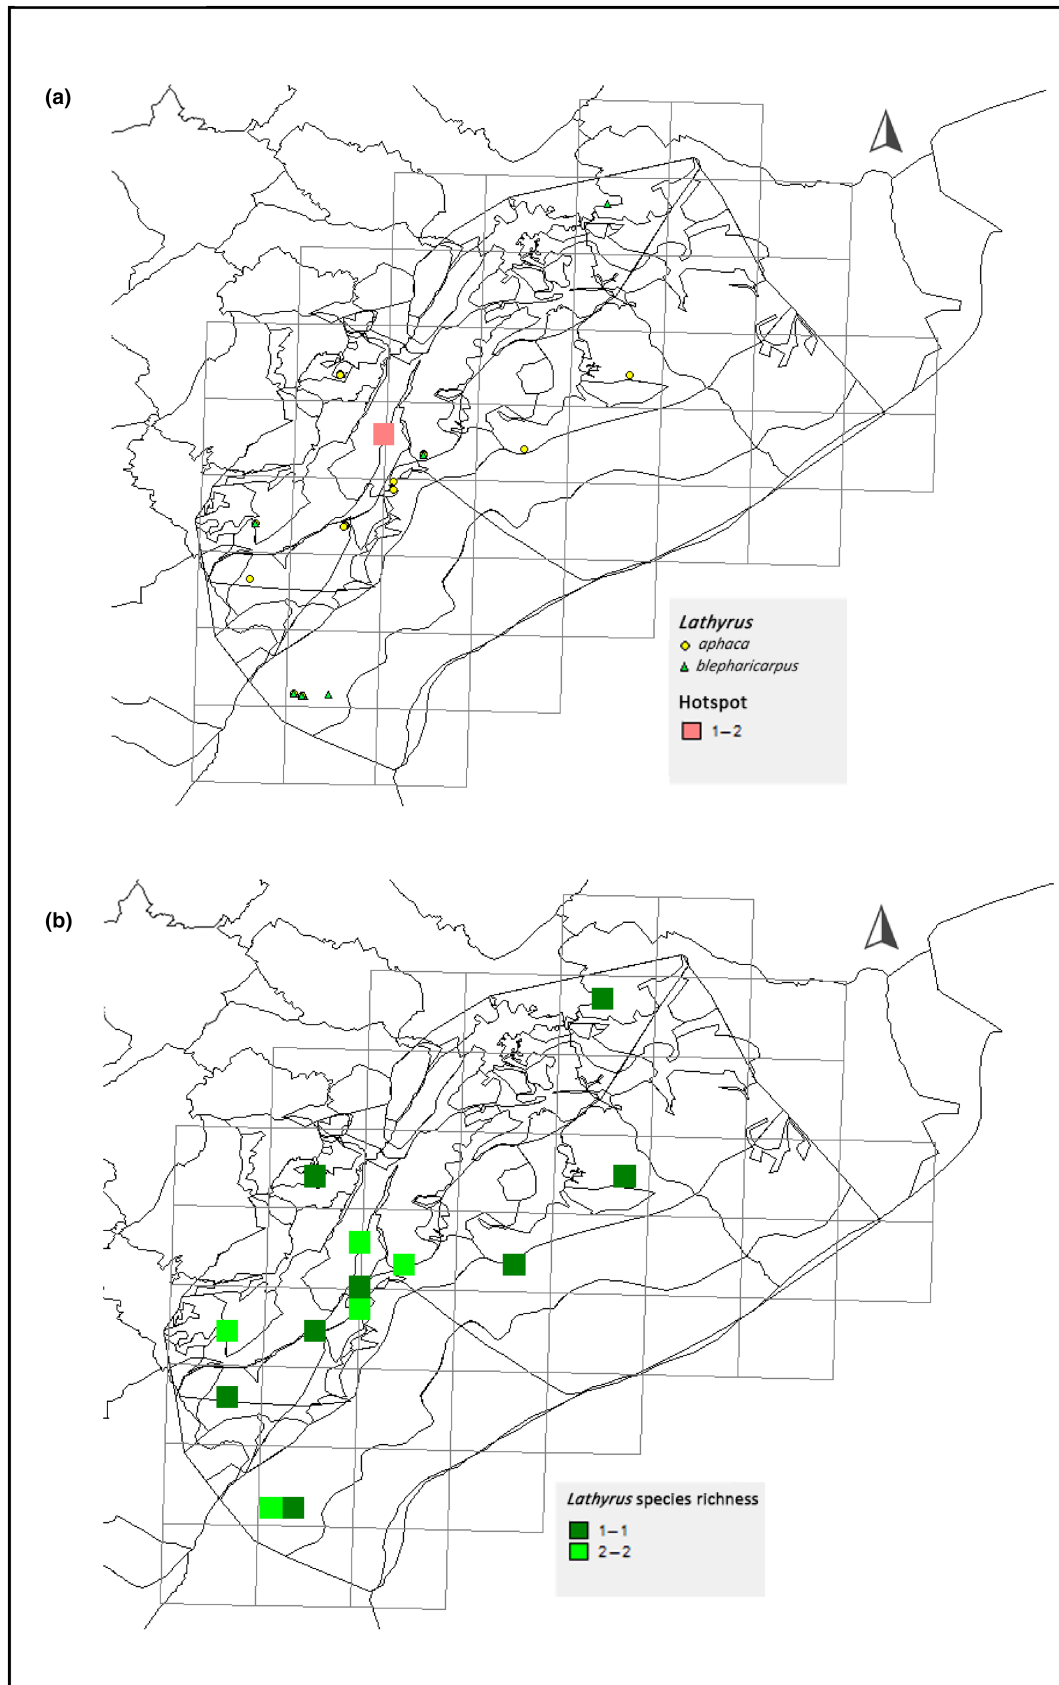 (a)
Lathyrus
aphaca
blepharicarpus
Hotspot
1–2
(b)
Lathyrus species richness
1–1
2–2